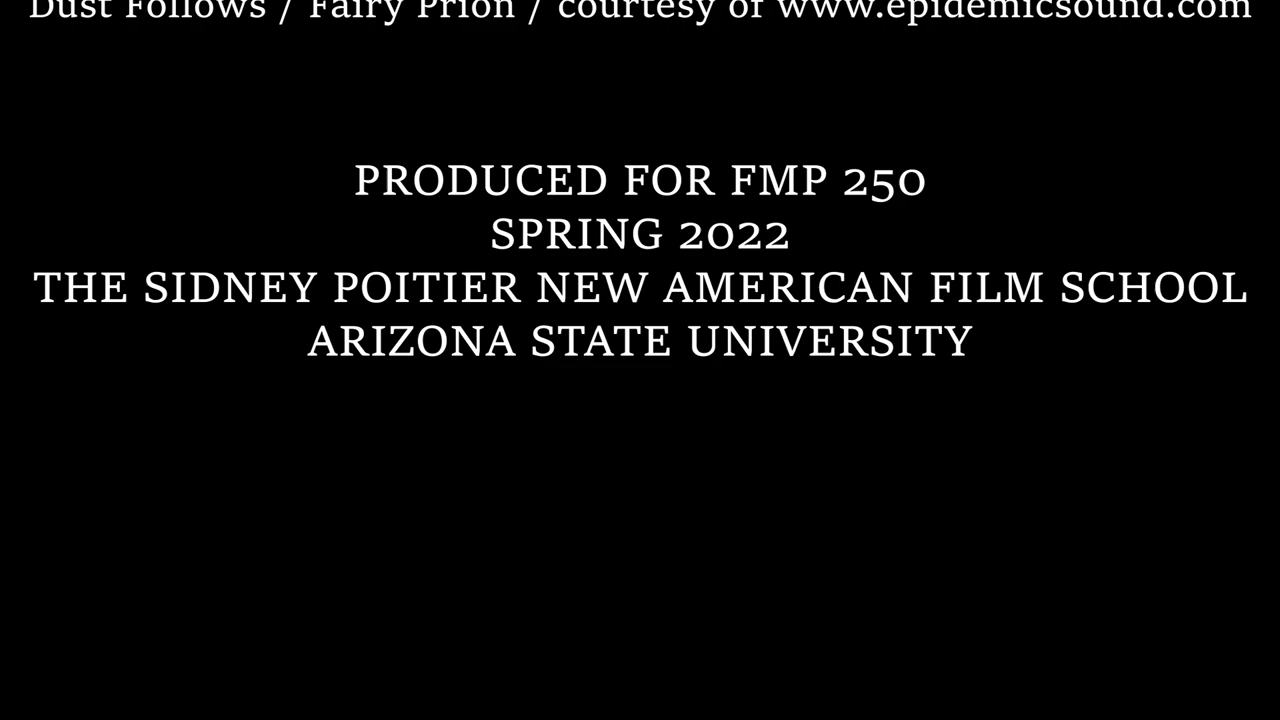 Dust Follows / Fairy Prion / courtesy of www.epidemicsound.com
PRODUCED FOR FMP 250
SPRING 2022
THE SIDNEY POITIER NEW AMERICAN FILM SCHOOL
ARIZONA STATE UNIVERSITY